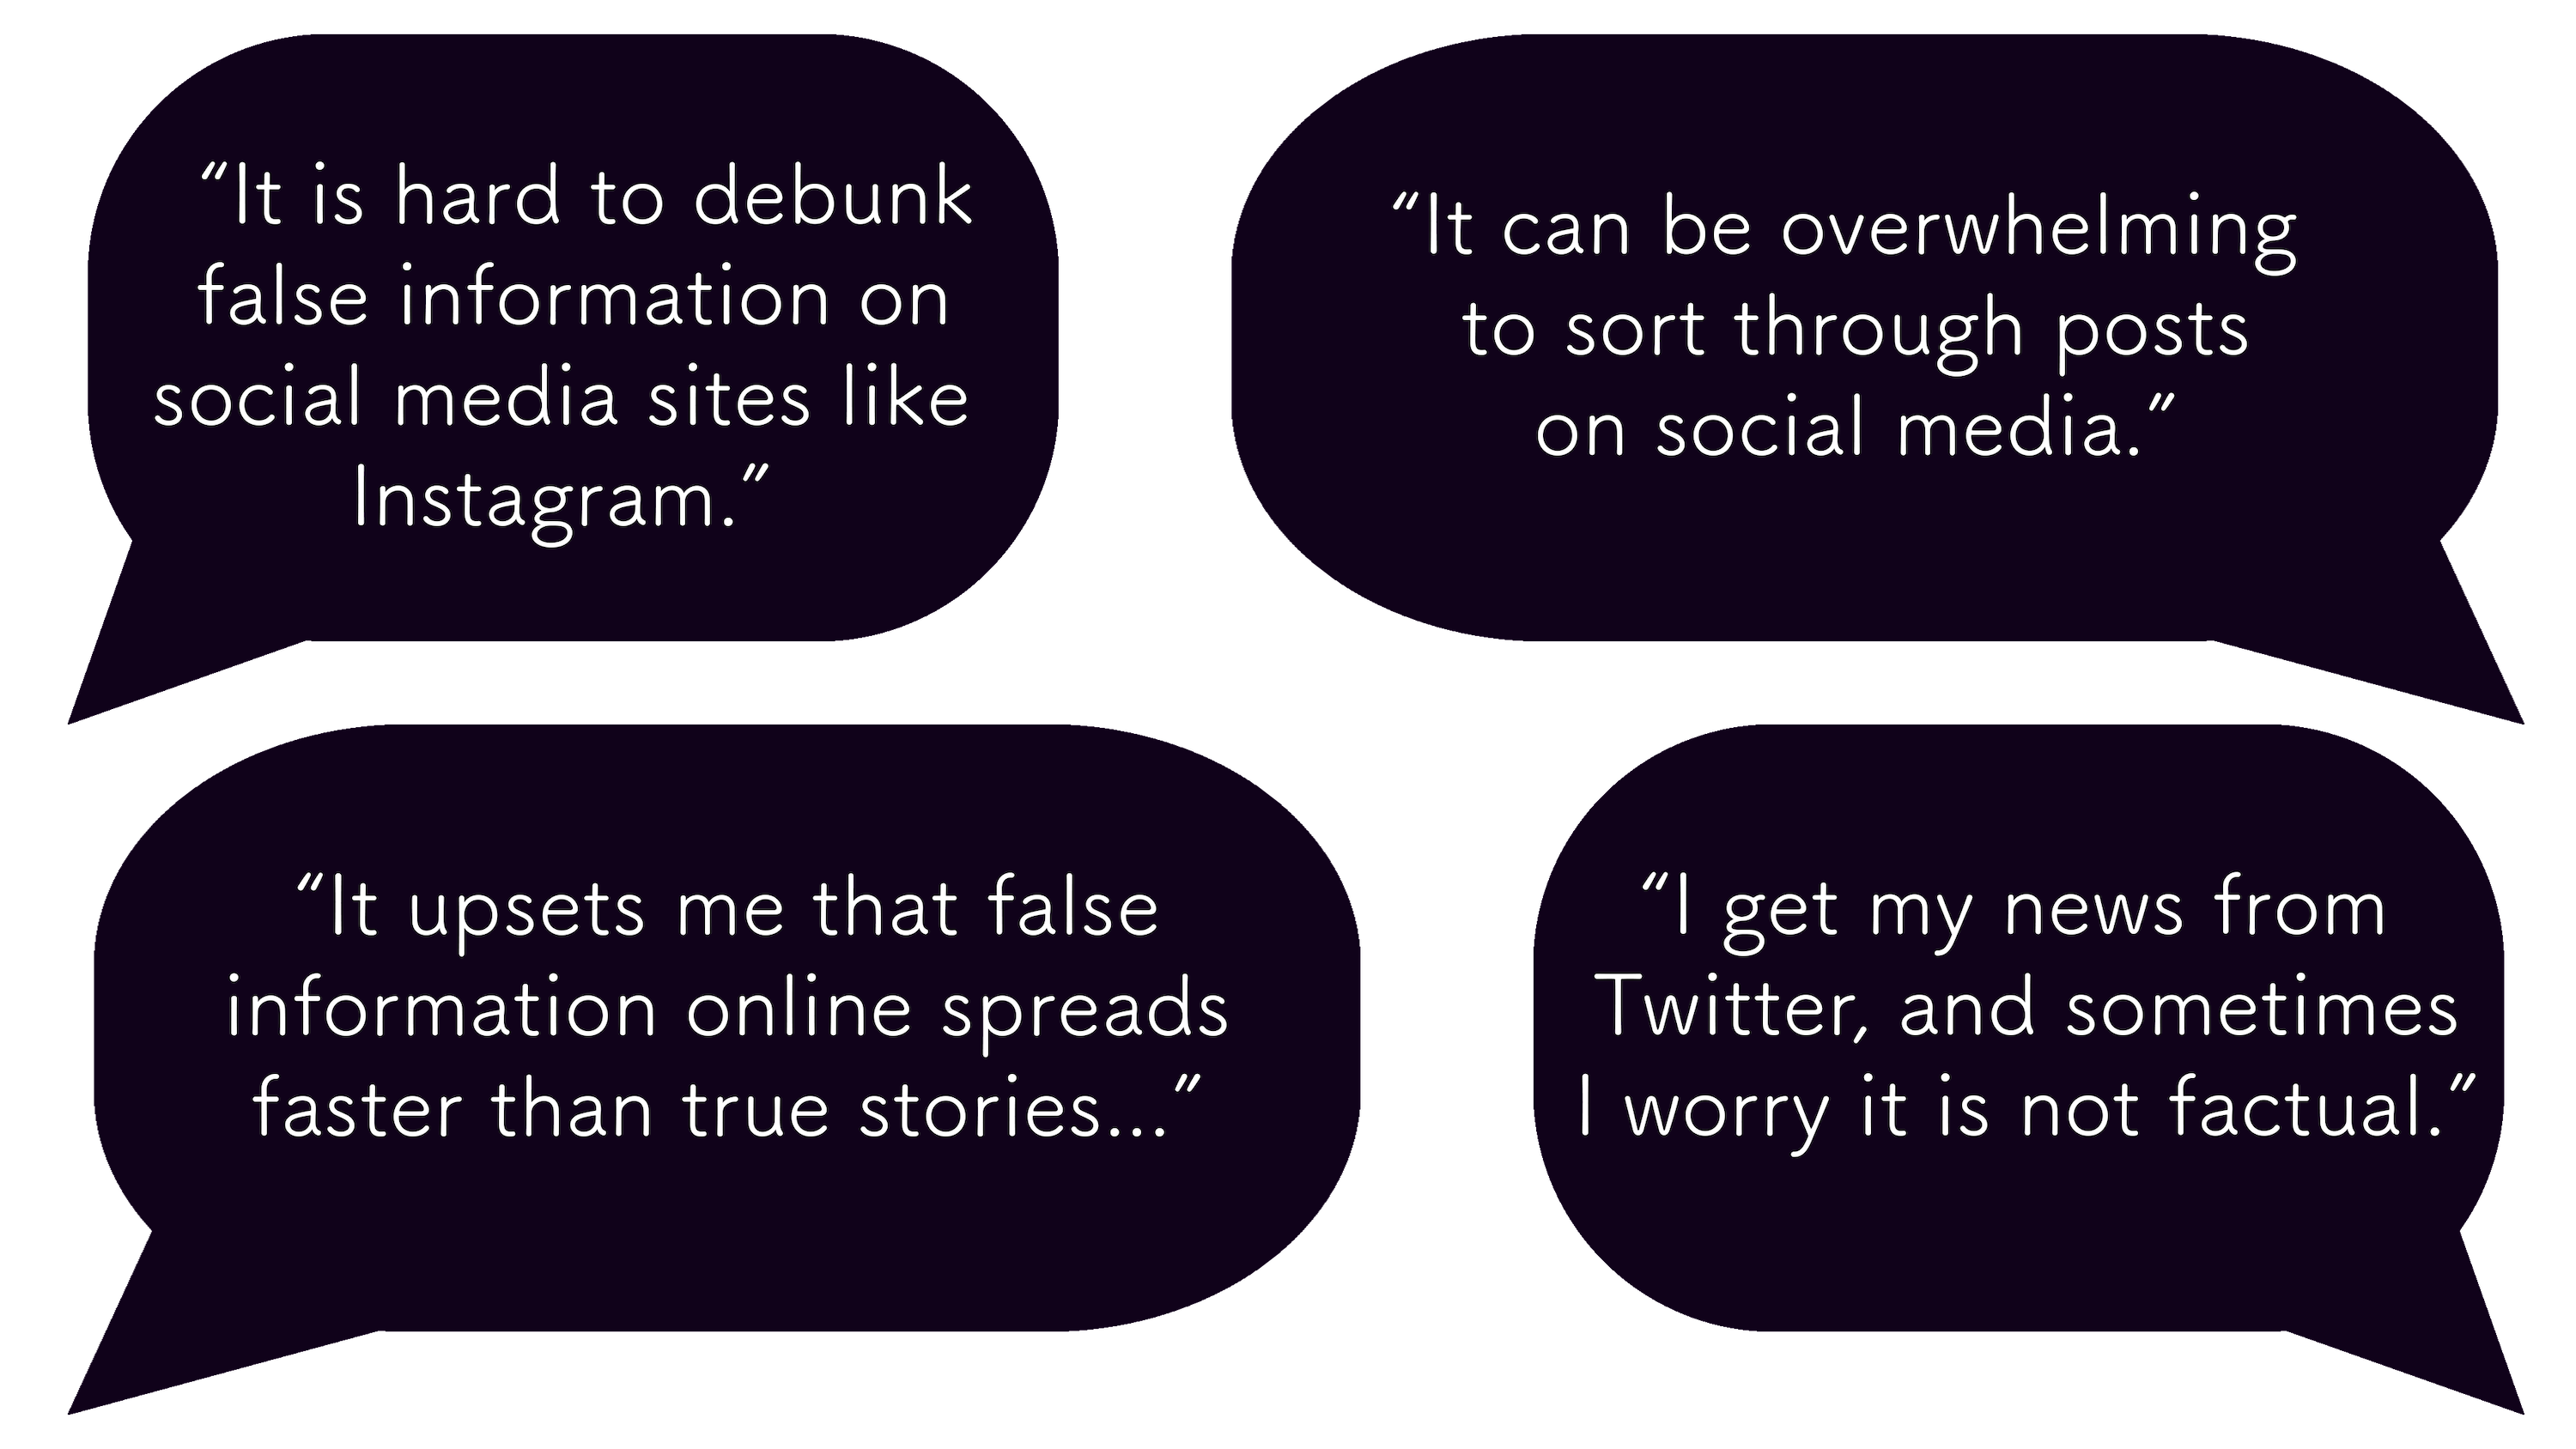 “It is hard to debunk
false information on
social media sites like
Instagram.”
“It can be overwhelming
to sort through posts
on social media.”
“It upsets me that false
information online spreads
faster than true stories...”
“I get my news from
Twitter, and sometimes
I worry it is not factual.”